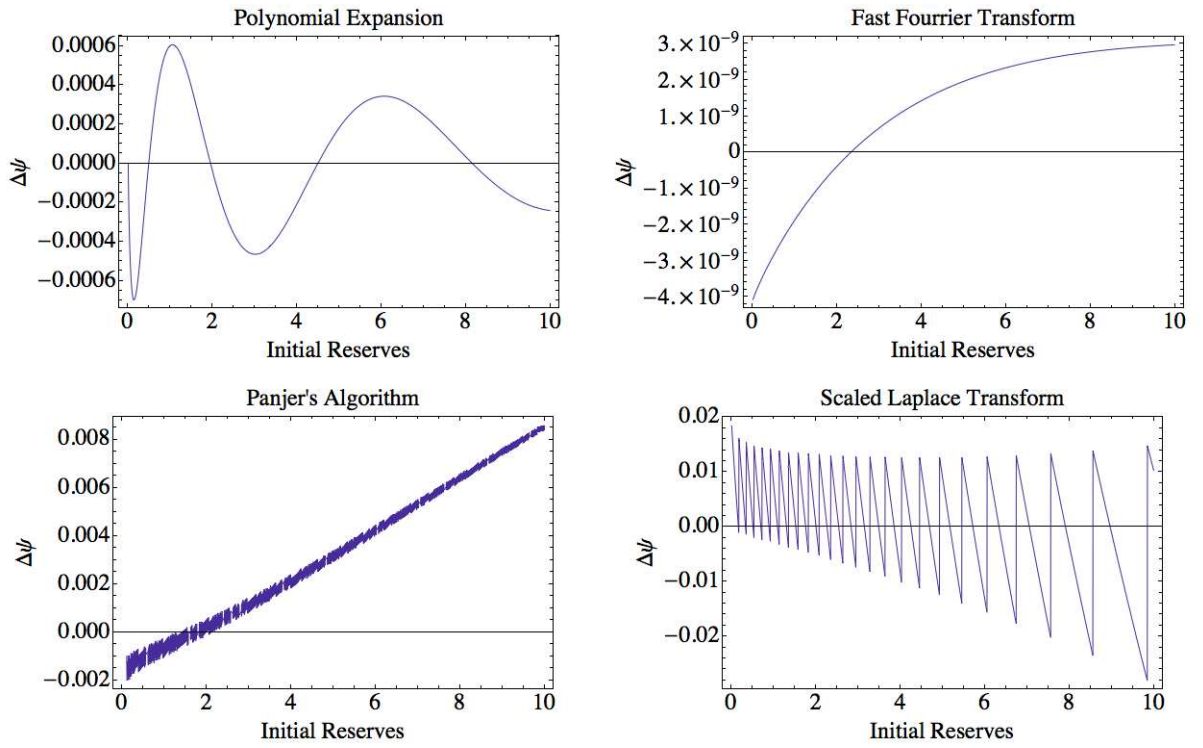 Polynomial Expansion
0.0006
0.0004
0.0002
0.0000
−0.0002
−0.0004
−0.0006
Δψ
0 2 4 6 8 10
Initial Reserves
Fast Fourrier Transform
3.×10⁻⁹
2.×10⁻⁹
1.×10⁻⁹
0
−1.×10⁻⁹
−2.×10⁻⁹
−3.×10⁻⁹
−4.×10⁻⁹
Δψ
0 2 4 6 8 10
Initial Reserves
Panjer's Algorithm
0.008
0.006
0.004
0.002
0.000
−0.002
Δψ
0 2 4 6 8 10
Initial Reserves
Scaled Laplace Transform
0.02
0.01
0.00
−0.01
−0.02
Δψ
0 2 4 6 8 10
Initial Reserves